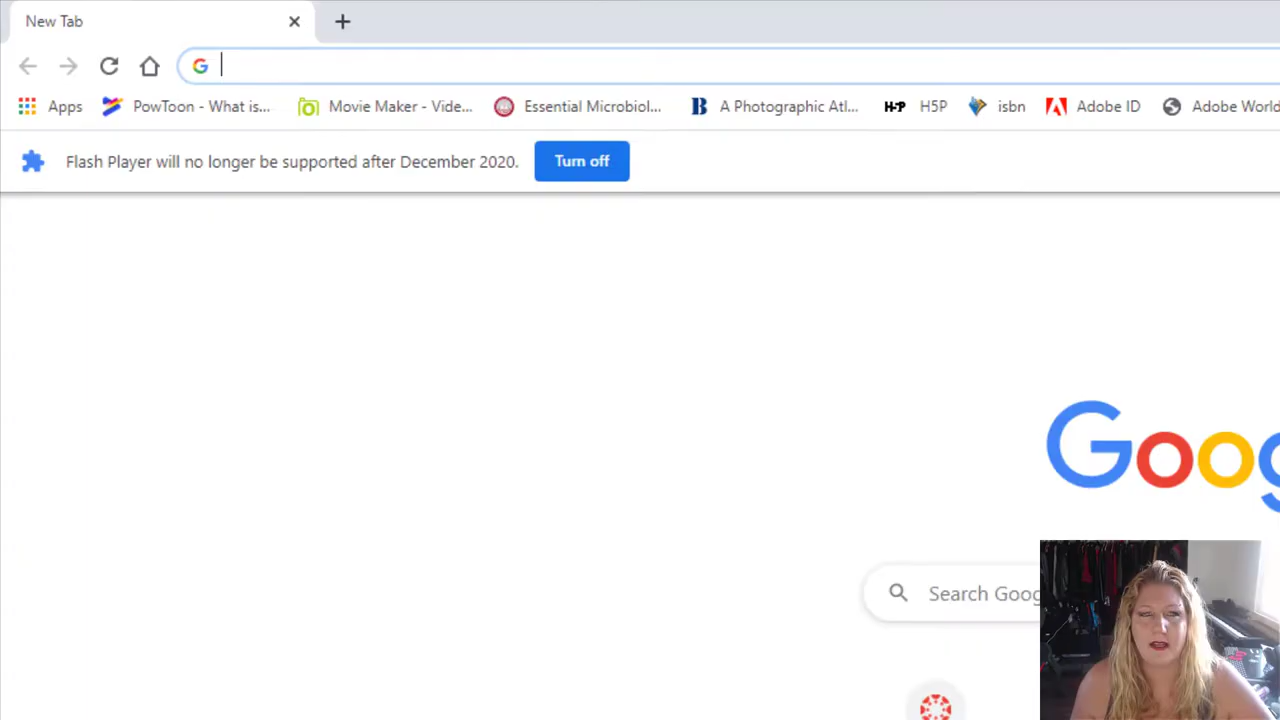 New Tab
Apps PowToon - What is... Movie Maker - Vide... Essential Microbiol... A Photographic Atl... H-P H5P isbn Adobe ID Adobe World
Flash Player will no longer be supported after December 2020. Turn off
Goog
Search Goog